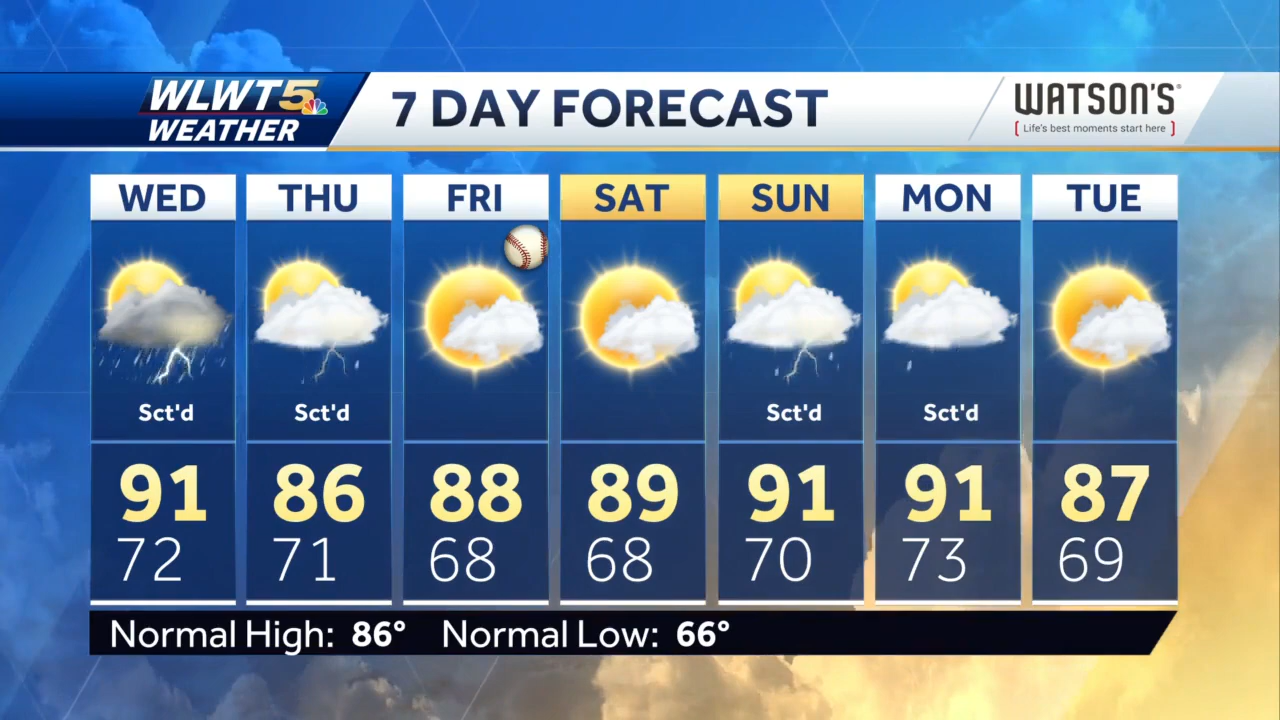 WLWT5
WEATHER
7 DAY FORECAST
WATSON'S®
[ Life's best moments start here ]
WED THU FRI SAT SUN MON TUE
Sct'd Sct'd Sct'd Sct'd
91 86 88 89 91 91 87
72 71 68 68 70 73 69
Normal High: 86° Normal Low: 66°